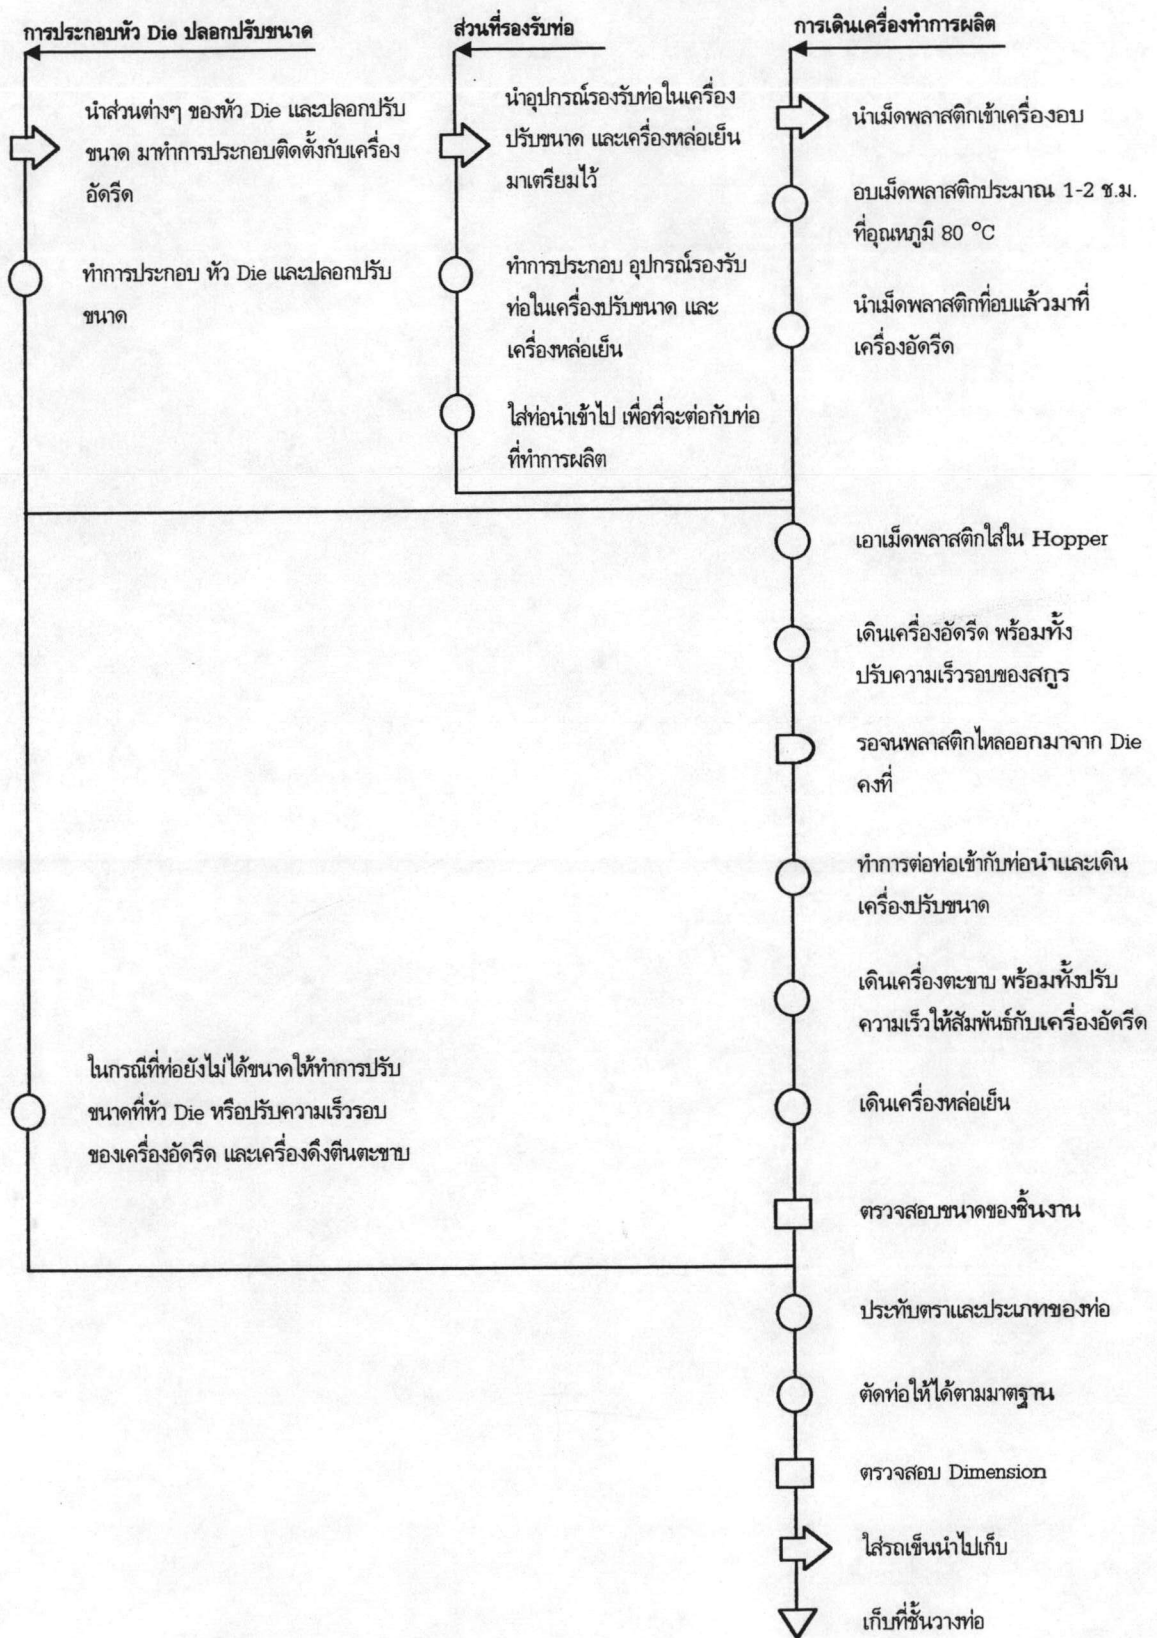 การประกอบหัว Die ปลอกปรับขนาด
นำส่วนต่างๆ ของหัว Die และปลอกปรับ
ขนาด มาทำการประกอบติดตั้งกับเครื่อง
อัดรีด
ทำการประกอบ หัว Die และปลอกปรับ
ขนาด
ในกรณีที่ท่อยังไม่ได้ขนาดให้ทำการปรับ
ขนาดที่หัว Die หรือปรับความเร็วรอบ
ของเครื่องอัดรีด และเครื่องดึงตีนตะขาบ
ส่วนที่รองรับท่อ
นำอุปกรณ์รองรับท่อในเครื่อง
ปรับขนาด และเครื่องหล่อเย็น
มาเตรียมไว้
ทำการประกอบ อุปกรณ์รองรับ
ท่อในเครื่องปรับขนาด และ
เครื่องหล่อเย็น
ใส่ท่อนำเข้าไป เพื่อที่จะต่อกับท่อ
ที่ทำการผลิต
การเดินเครื่องทำการผลิต
นำเม็ดพลาสติกเข้าเครื่องอบ
อบเม็ดพลาสติกประมาณ 1-2 ช.ม.
ที่อุณหภูมิ 80 °C
นำเม็ดพลาสติกที่อบแล้วมาที่
เครื่องอัดรีด
เอาเม็ดพลาสติกใส่ใน Hopper
เดินเครื่องอัดรีด พร้อมทั้ง
ปรับความเร็วรอบของสกูร
รอจนพลาสติกไหลออกมาจาก Die
คงที่
ทำการต่อท่อเข้ากับท่อนำและเดิน
เครื่องปรับขนาด
เดินเครื่องตะขาบ พร้อมทั้งปรับ
ความเร็วให้สัมพันธ์กับเครื่องอัดรีด
เดินเครื่องหล่อเย็น
ตรวจสอบขนาดของชิ้นงาน
ประทับตราและประเภทของท่อ
ตัดท่อให้ได้ตามมาตรฐาน
ตรวจสอบ Dimension
ใส่รถเข็นนำไปเก็บ
เก็บที่ชั้นวางท่อ